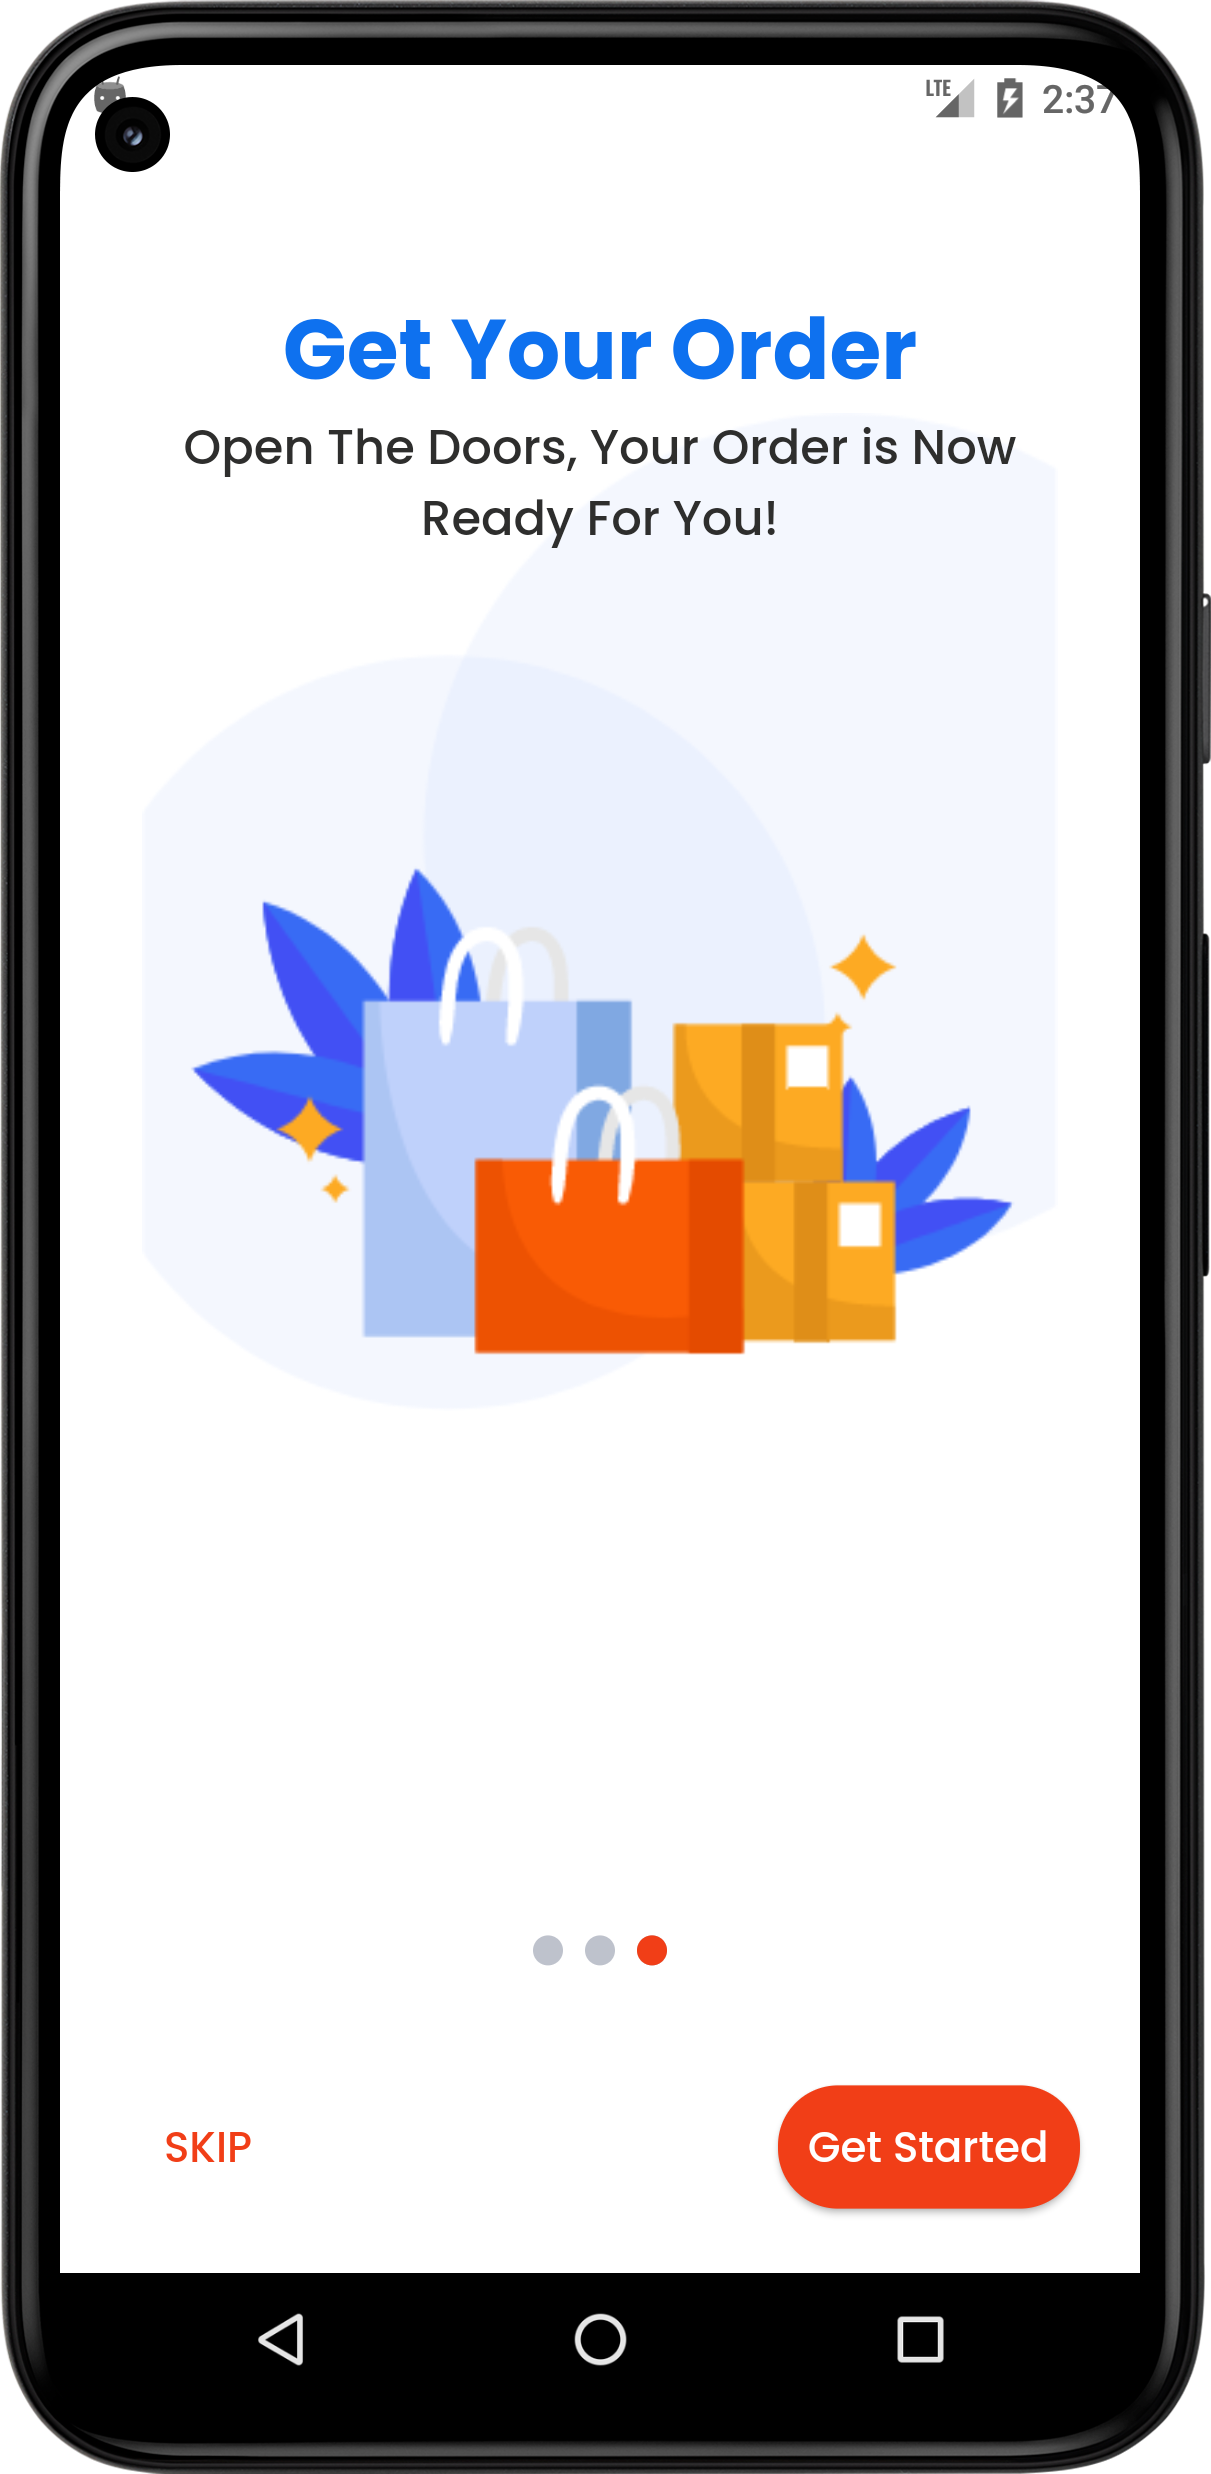 LTE 2:37
Get Your Order
Open The Doors, Your Order is Now
Ready For You!
SKIP
Get Started